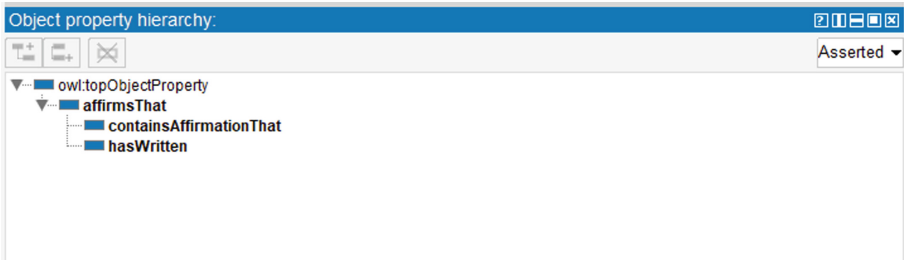 Object property hierarchy:
Asserted
owl:topObjectProperty
affirmsThat
containsAffirmationThat
hasWritten